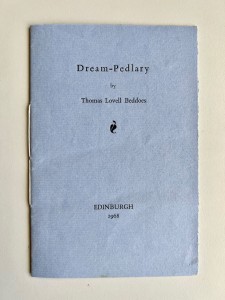 Dream-Pedlary
by
Thomas Lovell Beddoes
EDINBURGH
1968